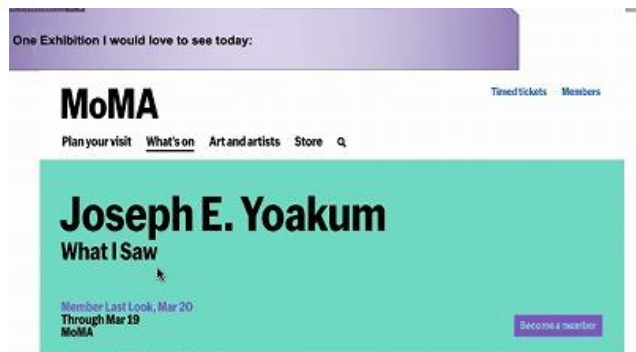 One Exhibition I would love to see today:
Timed tickets Members
MoMA
Plan your visit What's on Art and artists Store
Joseph E. Yoakum
What I Saw
Member Last Look, Mar 20
Through Mar 19
MoMA
Become a member